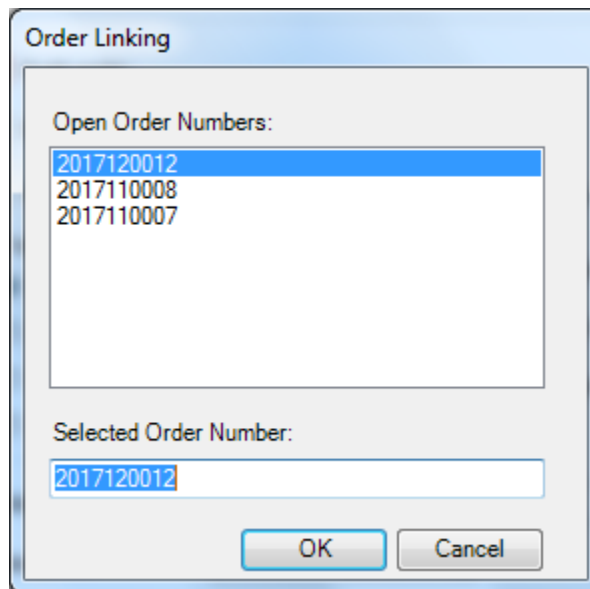 Order Linking
Open Order Numbers:
2017120012
2017110008
2017110007
Selected Order Number:
2017120012
OK
Cancel